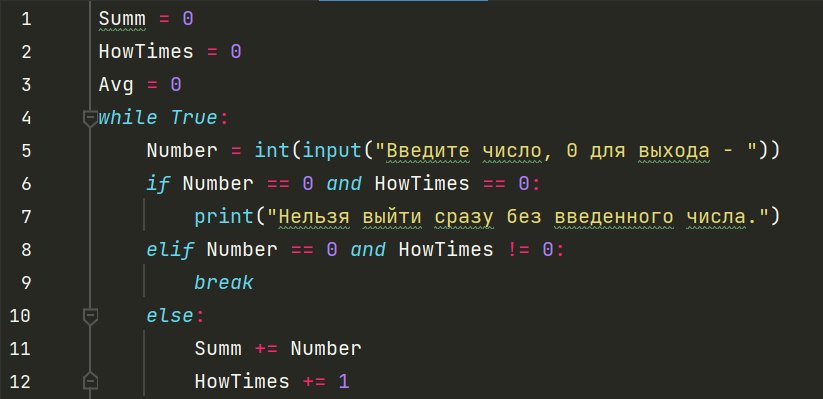 1 Summ = 0
2 HowTimes = 0
3 Avg = 0
4 while True:
5     Number = int(input("Введите число, 0 для выхода - "))
6     if Number == 0 and HowTimes == 0:
7         print("Нельзя выйти сразу без введенного числа.")
8     elif Number == 0 and HowTimes != 0:
9         break
10     else:
11         Summ += Number
12         HowTimes += 1